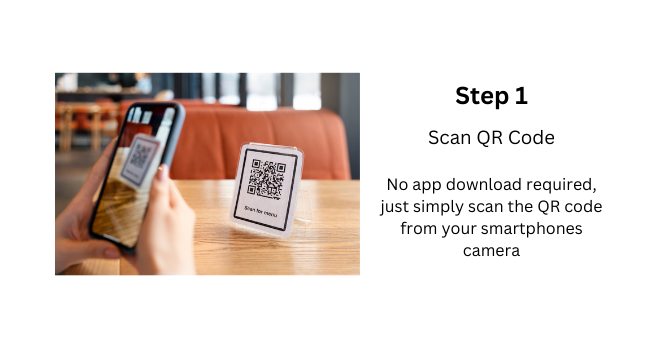 Step 1
Scan QR Code
No app download required,
just simply scan the QR code
from your smartphones
camera
Scan for menu